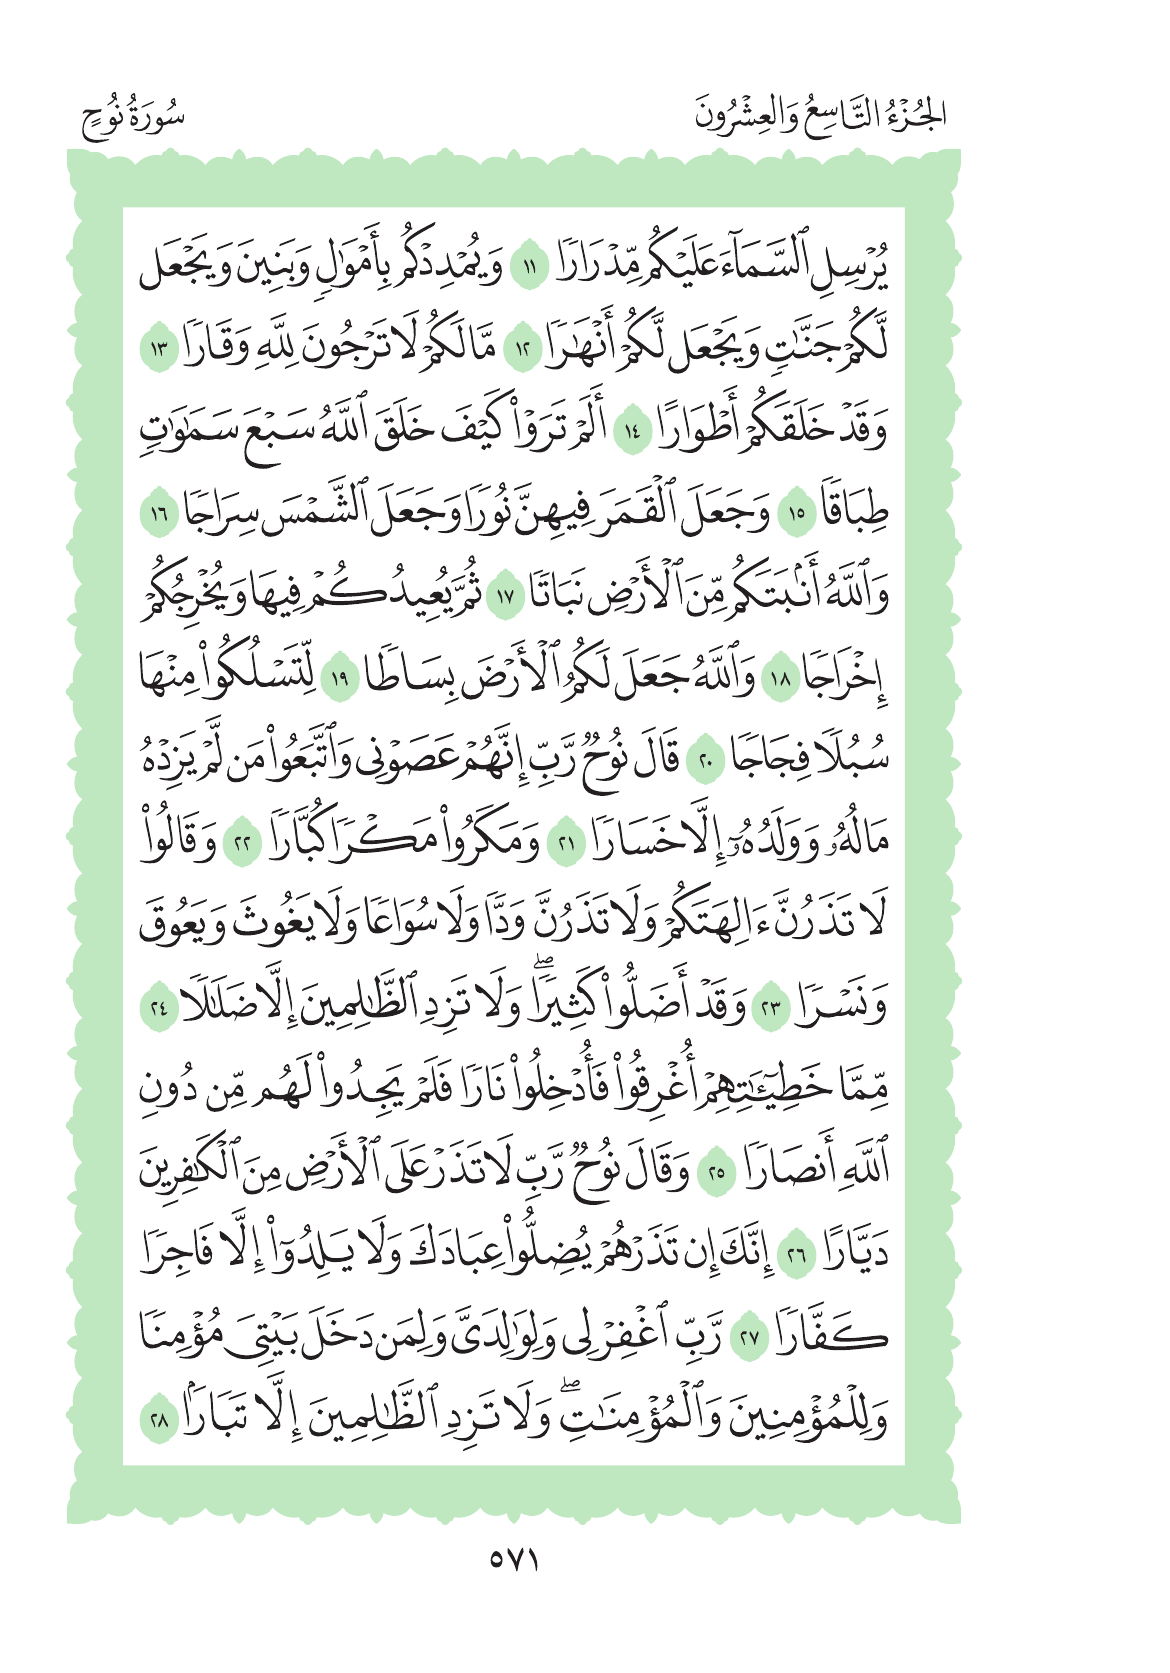 الجُزْءُ التَّاسِعُ وَالعِشْرُونَ
سُورَةُ نُوحٍ
يُرْسِلِ ٱلسَّمَآءَ عَلَيْكُم مِّدْرَارٗا ١١ وَيُمْدِدْكُم بِأَمْوَٰلٖ وَبَنِينَ وَيَجْعَل
لَّكُمْ جَنَّٰتٖ وَيَجْعَل لَّكُمْ أَنْهَٰرٗا ١٢ مَّا لَكُمْ لَا تَرْجُونَ لِلَّهِ وَقَارٗا ١٣
وَقَدْ خَلَقَكُمْ أَطْوَارًا ١٤ أَلَمْ تَرَوْاْ كَيْفَ خَلَقَ ٱللَّهُ سَبْعَ سَمَٰوَٰتٖ
طِبَاقٗا ١٥ وَجَعَلَ ٱلْقَمَرَ فِيهِنَّ نُورٗا وَجَعَلَ ٱلشَّمْسَ سِرَاجٗا ١٦
وَٱللَّهُ أَنۢبَتَكُم مِّنَ ٱلْأَرْضِ نَبَاتٗا ١٧ ثُمَّ يُعِيدُكُمْ فِيهَا وَيُخْرِجُكُمْ
إِخْرَاجٗا ١٨ وَٱللَّهُ جَعَلَ لَكُمُ ٱلْأَرْضَ بِسَاطٗا ١٩ لِّتَسْلُكُواْ مِنْهَا
سُبُلٗا فِجَاجٗا ٢٠ قَالَ نُوحٞ رَّبِّ إِنَّهُمْ عَصَوْنِي وَٱتَّبَعُواْ مَن لَّمْ يَزِدْهُ
مَالُهُۥ وَوَلَدُهُۥٓ إِلَّا خَسَارٗا ٢١ وَمَكَرُواْ مَكْرٗا كُبَّارٗا ٢٢ وَقَالُواْ
لَا تَذَرُنَّ ءَالِهَتَكُمْ وَلَا تَذَرُنَّ وَدّٗا وَلَا سُوَاعٗا وَلَا يَغُوثَ وَيَعُوقَ
وَنَسْرٗا ٢٣ وَقَدْ أَضَلُّواْ كَثِيرٗاۖ وَلَا تَزِدِ ٱلظَّٰلِمِينَ إِلَّا ضَلَٰلٗا ٢٤
مِّمَّا خَطِيٓـَٰٔتِهِمْ أُغْرِقُواْ فَأُدْخِلُواْ نَارٗا فَلَمْ يَجِدُواْ لَهُم مِّن دُونِ
ٱللَّهِ أَنصَارٗا ٢٥ وَقَالَ نُوحٞ رَّبِّ لَا تَذَرْ عَلَى ٱلْأَرْضِ مِنَ ٱلْكَٰفِرِينَ
دَيَّارًا ٢٦ إِنَّكَ إِن تَذَرْهُمْ يُضِلُّواْ عِبَادَكَ وَلَا يَلِدُوٓاْ إِلَّا فَاجِرٗا
كَفَّارٗا ٢٧ رَّبِّ ٱغْفِرْ لِي وَلِوَٰلِدَيَّ وَلِمَن دَخَلَ بَيْتِيَ مُؤْمِنٗا
وَلِلْمُؤْمِنِينَ وَٱلْمُؤْمِنَٰتِۖ وَلَا تَزِدِ ٱلظَّٰلِمِينَ إِلَّا تَبَارَۢا ٢٨
٥٧١